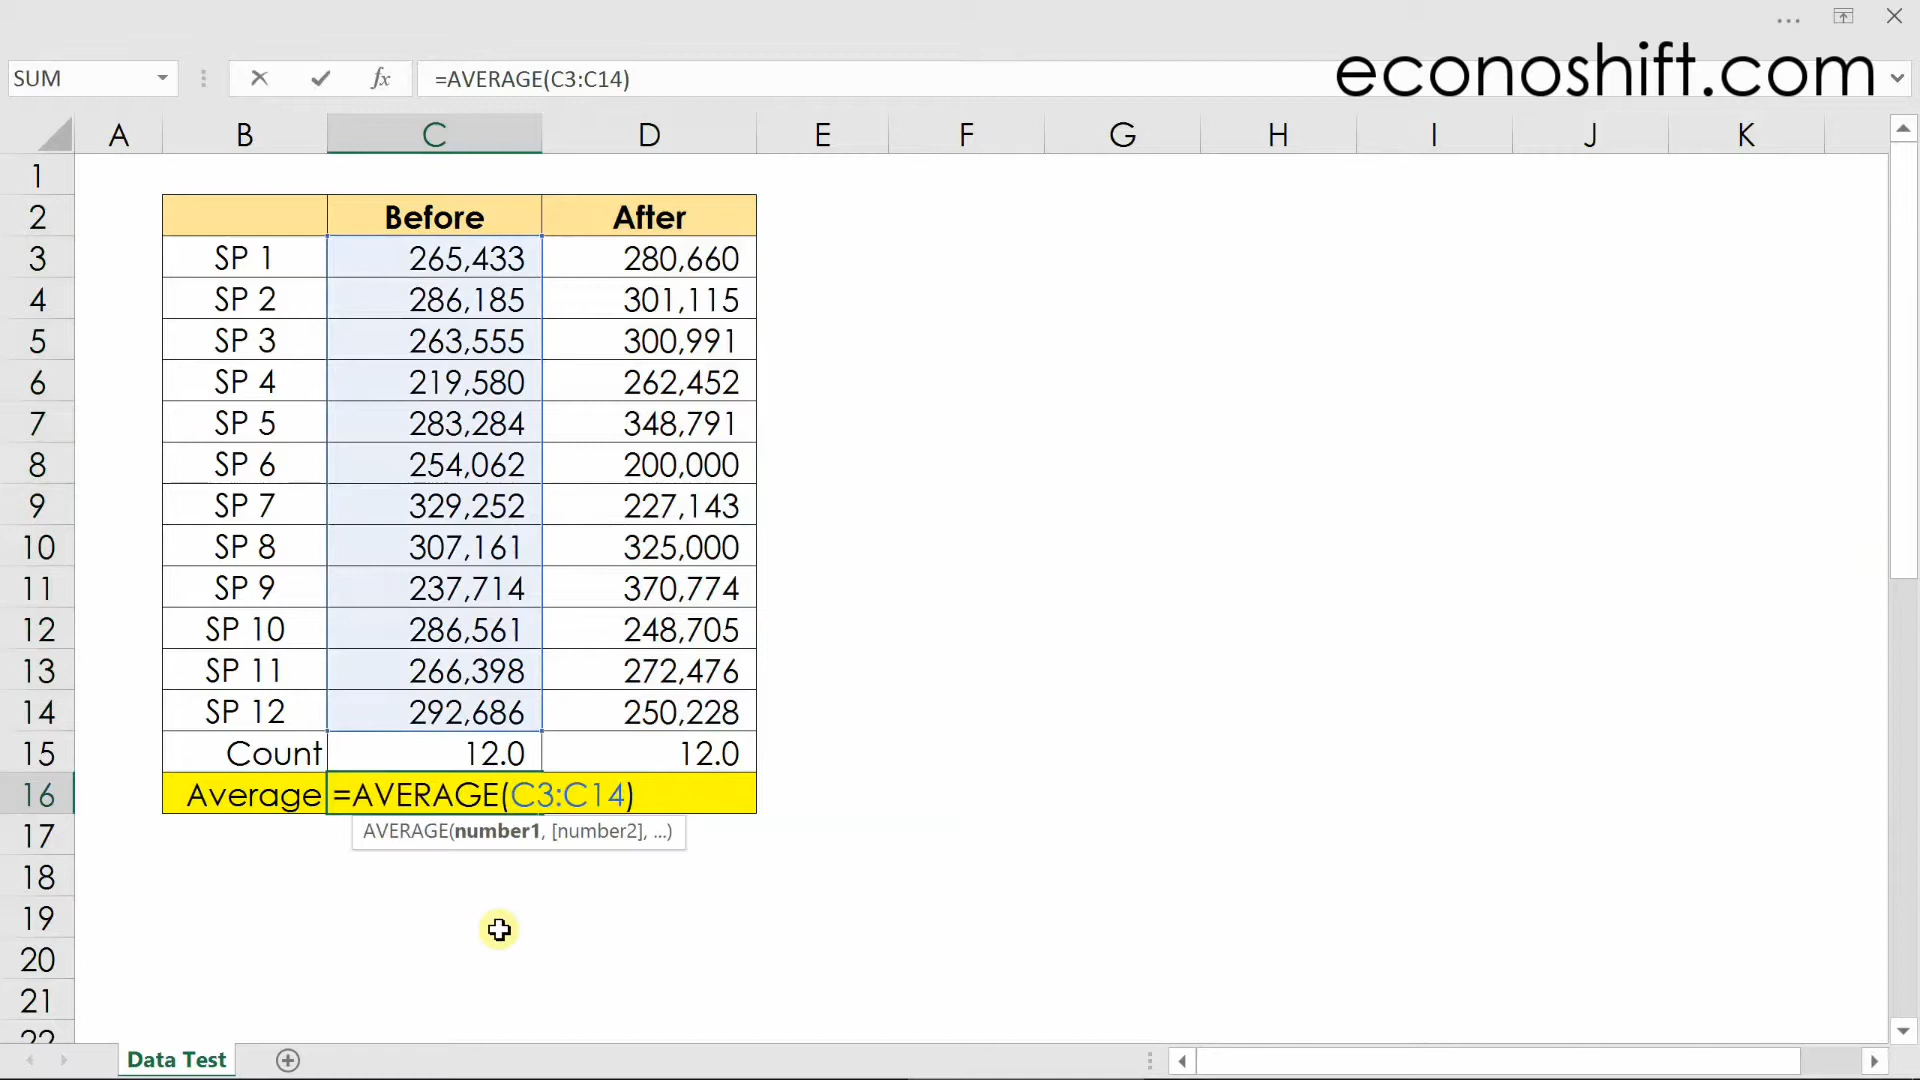 econoshift.com
SUM fx =AVERAGE(C3:C14)
A B C D E F G H I J K
1
2 Before After
3 SP 1 265,433 280,660
4 SP 2 286,185 301,115
5 SP 3 263,555 300,991
6 SP 4 219,580 262,452
7 SP 5 283,284 348,791
8 SP 6 254,062 200,000
9 SP 7 329,252 227,143
10 SP 8 307,161 325,000
11 SP 9 237,714 370,774
12 SP 10 286,561 248,705
13 SP 11 266,398 272,476
14 SP 12 292,686 250,228
15 Count 12.0 12.0
16 Average =AVERAGE(C3:C14)
17 AVERAGE(number1, [number2], ...)
18
19
20
21
22
Data Test